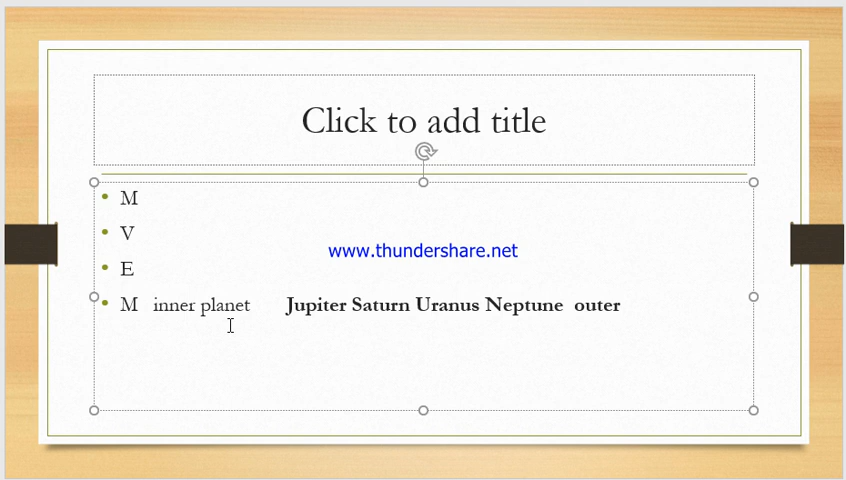 Click to add title
• M
• V
www.thundershare.net
• E
• M inner planet Jupiter Saturn Uranus Neptune outer